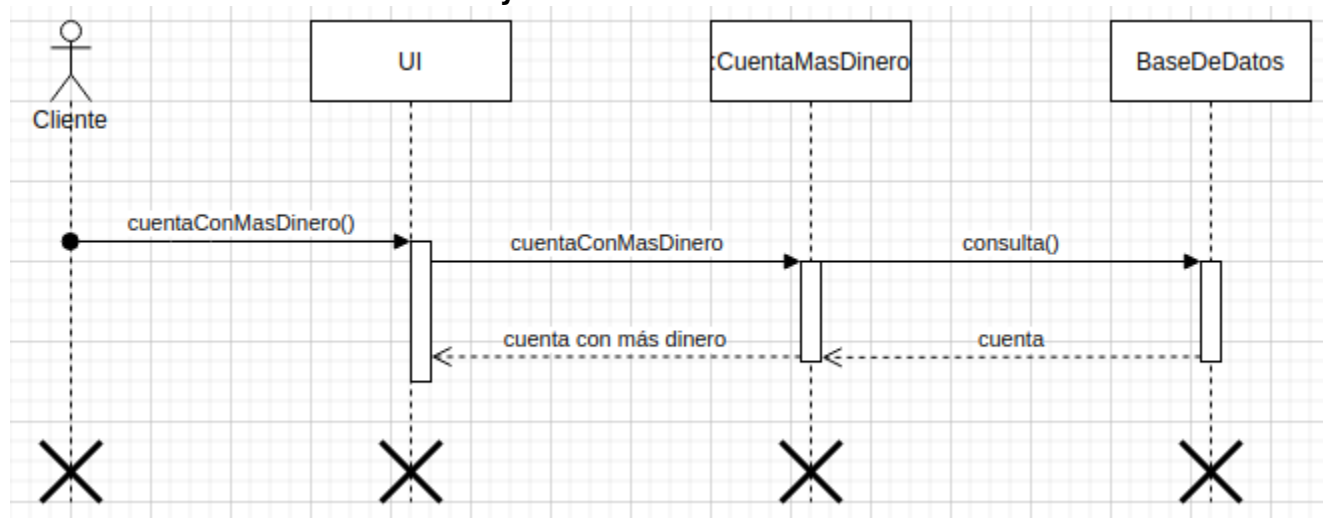 UI
:CuentaMasDinero
BaseDeDatos
Cliente
cuentaConMasDinero()
cuentaConMasDinero
consulta()
cuenta con más dinero
cuenta